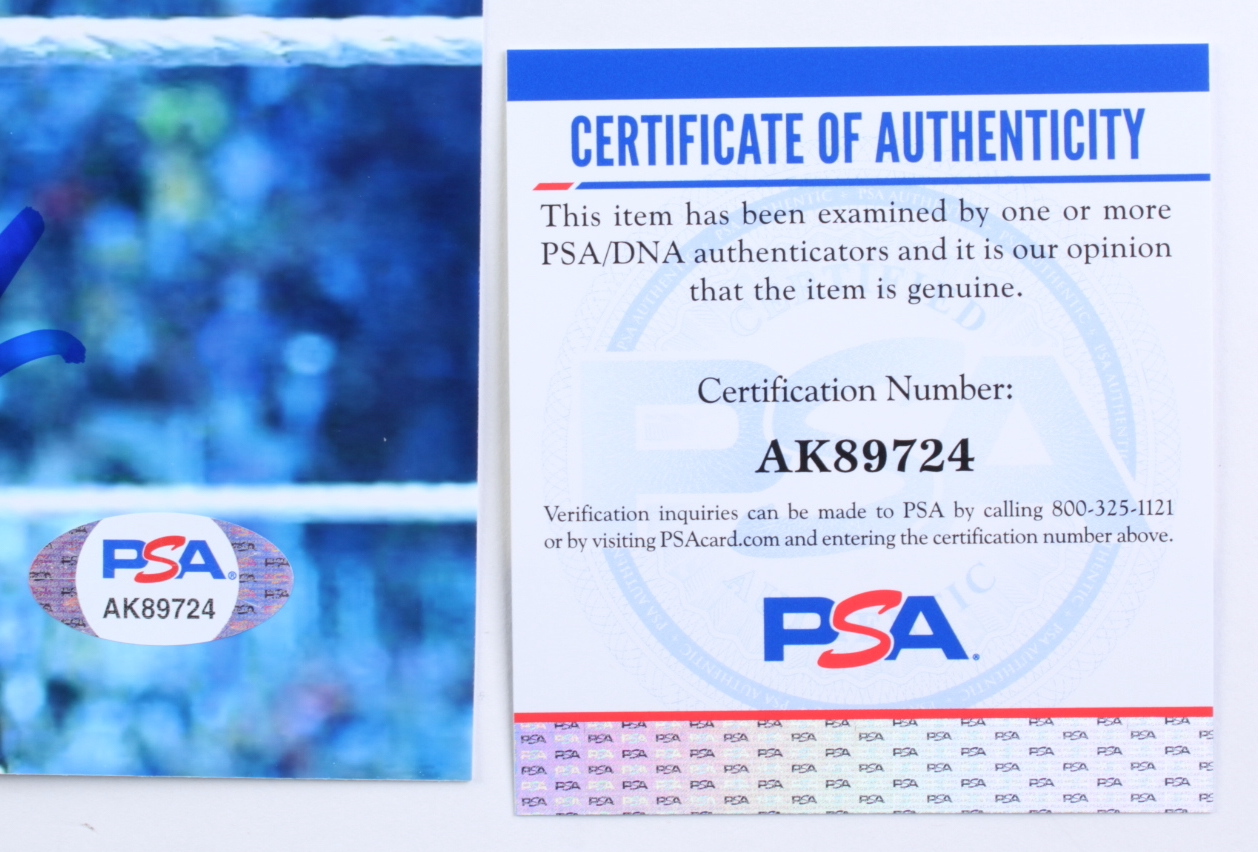 CERTIFICATE OF AUTHENTICITY
This item has been examined by one or more
PSA/DNA authenticators and it is our opinion
that the item is genuine.
Certification Number:
AK89724
Verification inquiries can be made to PSA by calling 800-325-1121
or by visiting PSAcard.com and entering the certification number above.
PSA®
PSA®
AK89724
CERTIFIED
PSA